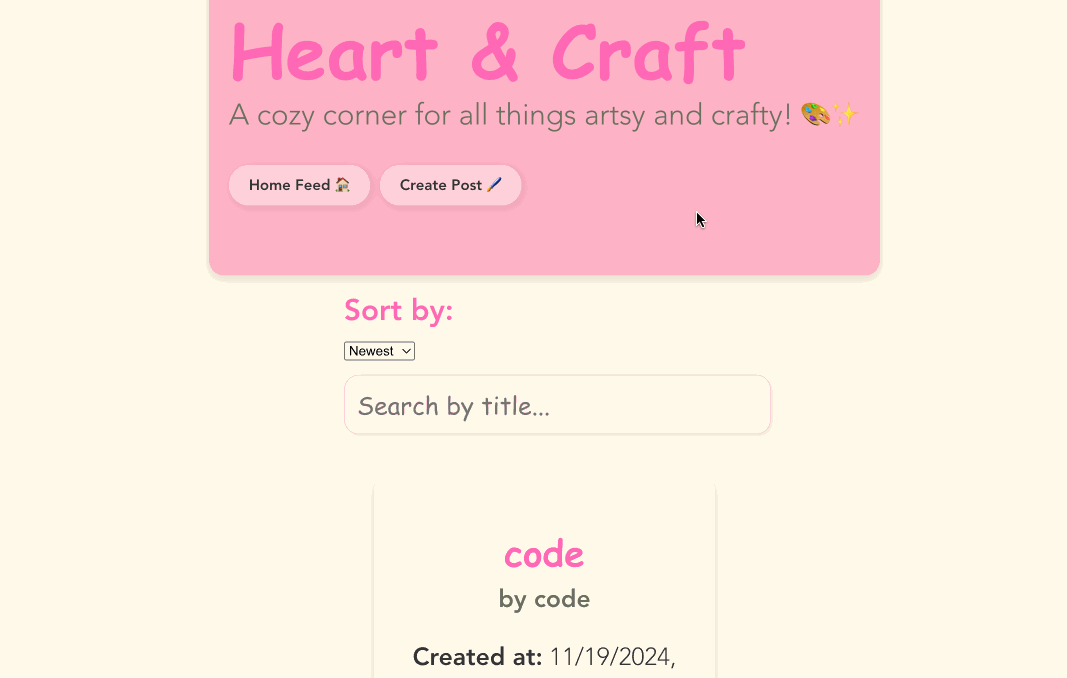 Heart & Craft
A cozy corner for all things artsy and crafty! 🎨✨
Home Feed 🏠 Create Post 🖌️
Sort by:
Newest
Search by title...
code
by code
Created at: 11/19/2024,